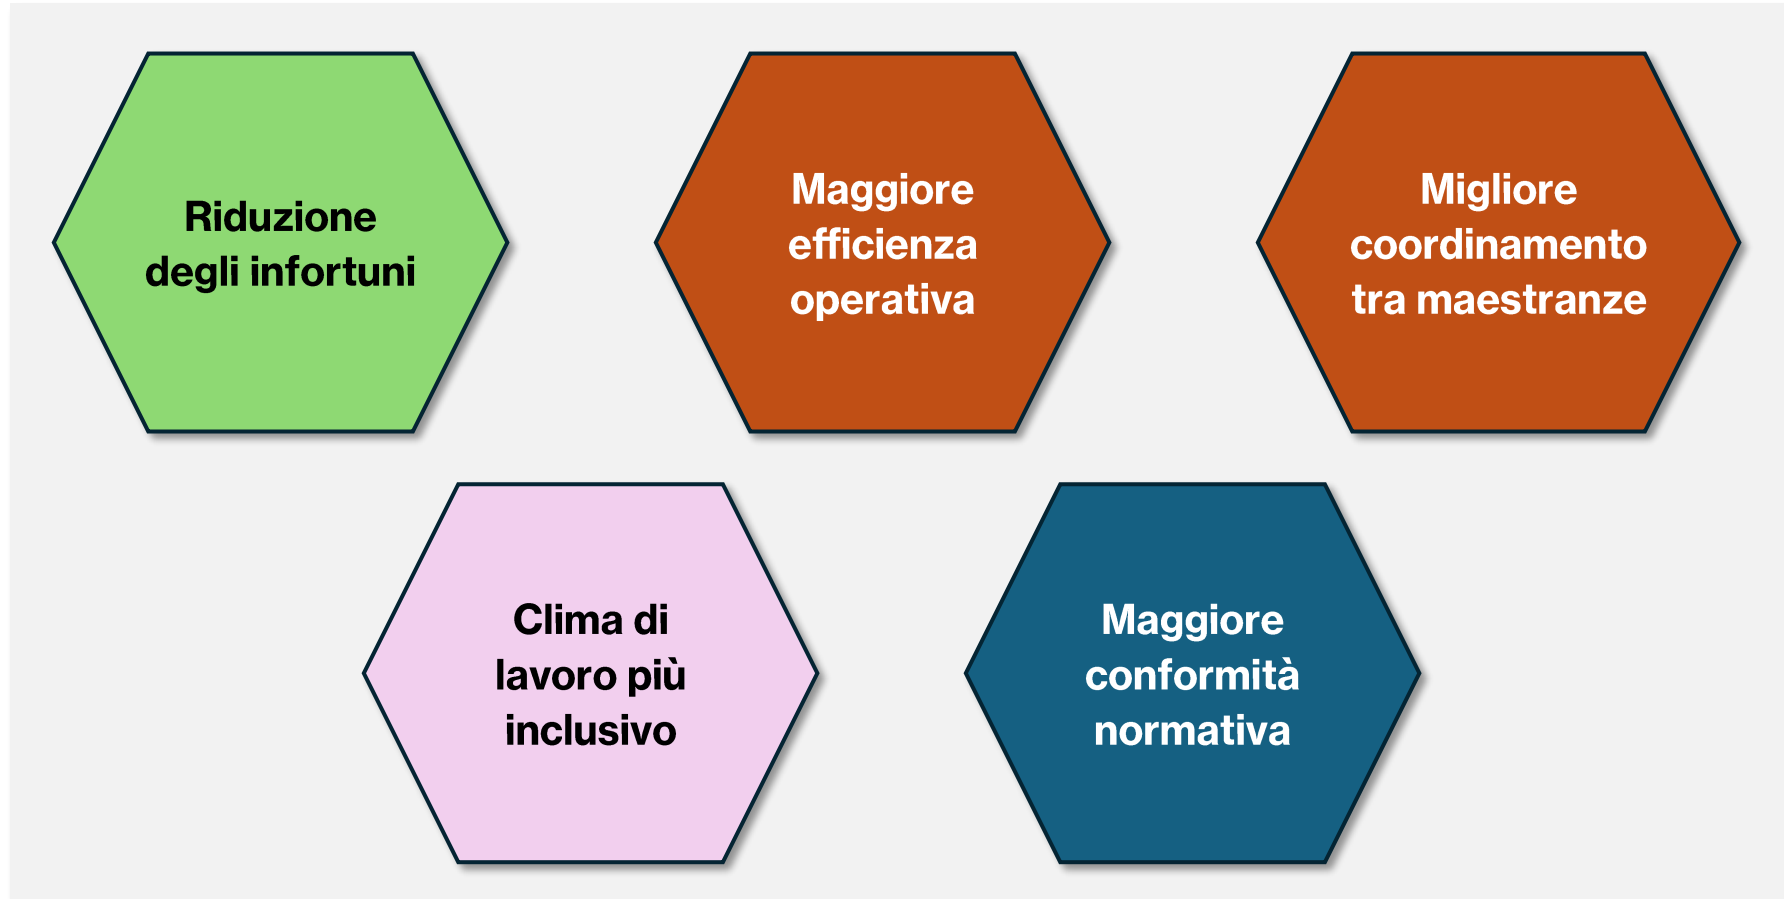 Riduzione
degli infortuni
Maggiore
efficienza
operativa
Migliore
coordinamento
tra maestranze
Clima di
lavoro più
inclusivo
Maggiore
conformità
normativa